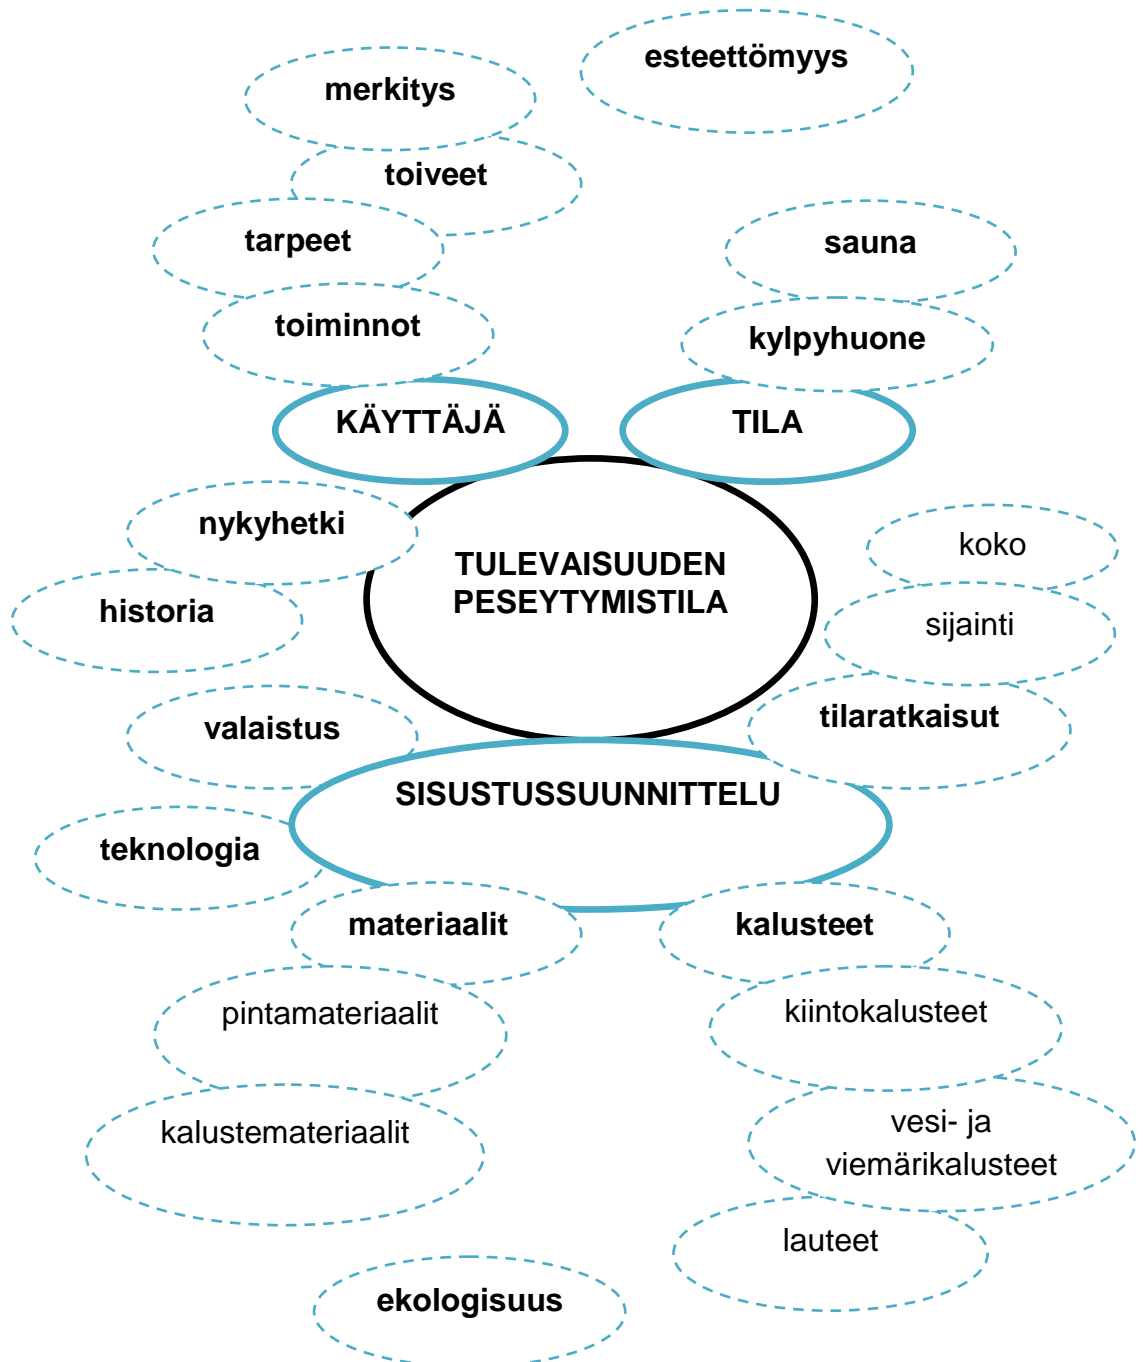 esteettömyys
merkitys
toiveet
tarpeet
sauna
toiminnot
kylpyhuone
KÄYTTÄJÄ
TILA
nykyhetki
koko
TULEVAISUUDEN
PESEYTYMISTILA
historia
sijainti
valaistus
tilaratkaisut
SISUSTUSSUUNNITTELU
teknologia
materiaalit
kalusteet
pintamateriaalit
kiintokalusteet
kalustemateriaalit
vesi- ja
viemärikalusteet
lauteet
ekologisuus